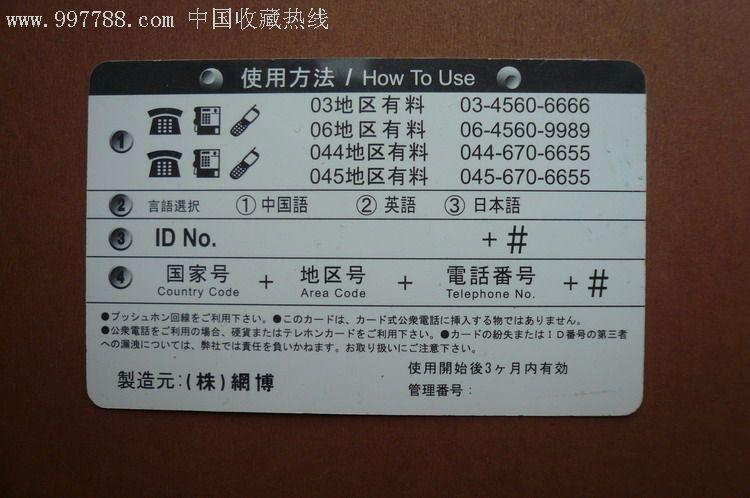 www.997788.com 中国收藏热线
使用方法 / How To Use
1
03地区有料 03-4560-6666
06地区有料 06-4560-9989
044地区有料 044-670-6655
045地区有料 045-670-6655
2 言語選択 ①中国語 ②英語 ③日本語
3 ID No. + #
4 国家号 + 地区号 + 電話番号 + #
Country Code Area Code Telephone No.
●プッシュホン回線をご利用下さい。●このカードは、カード式公衆電話に挿入する物ではありません。
●公衆電話をご利用の場合、硬貨またはテレホンカードをご利用下さい。●カードの紛失またはID番号の第三者
への漏洩については、弊社では責任を負いかねます。お取り扱いにご注意下さい。
使用開始後3ヶ月内有効
製造元:(株)網博
管理番号: